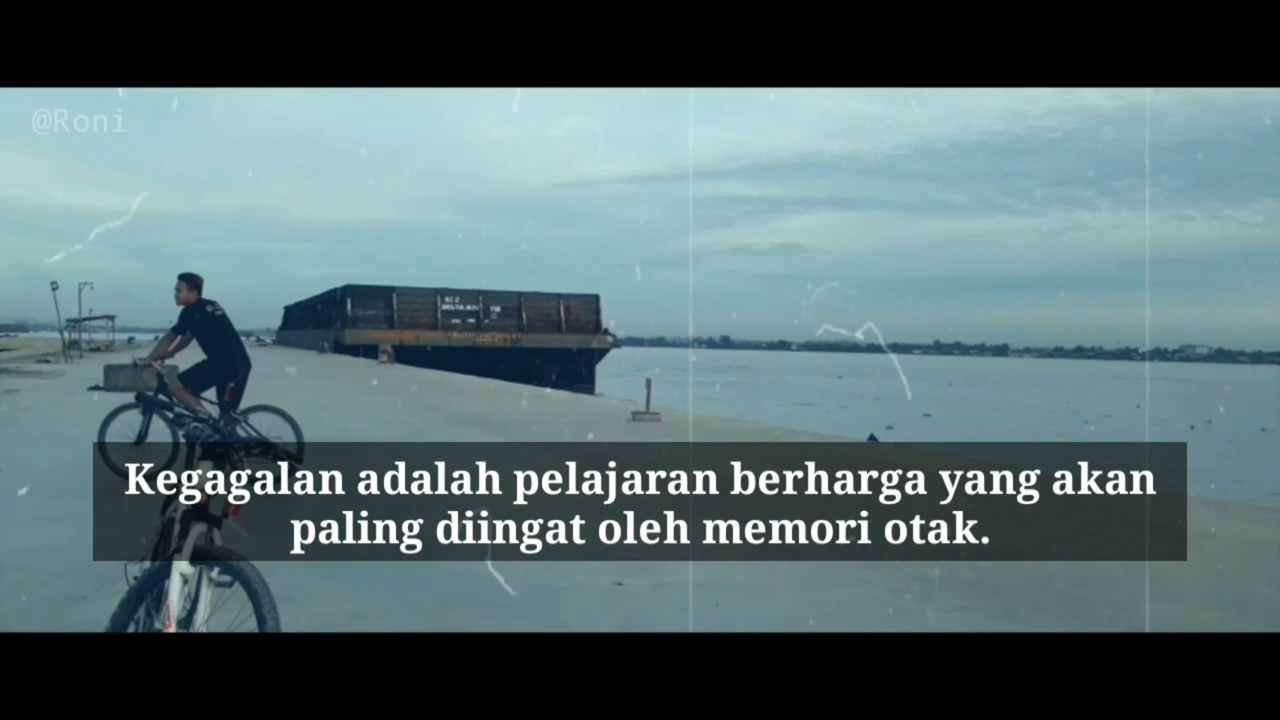 @Roni
Kegagalan adalah pelajaran berharga yang akan
paling diingat oleh memori otak.